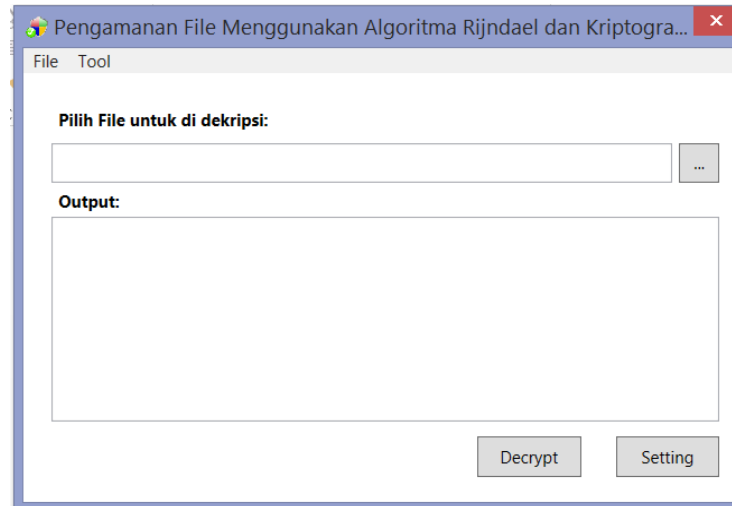 Pengamanan File Menggunakan Algoritma Rijndael dan Kriptogra...
File Tool
Pilih File untuk di dekripsi:
...
Output:
Decrypt Setting